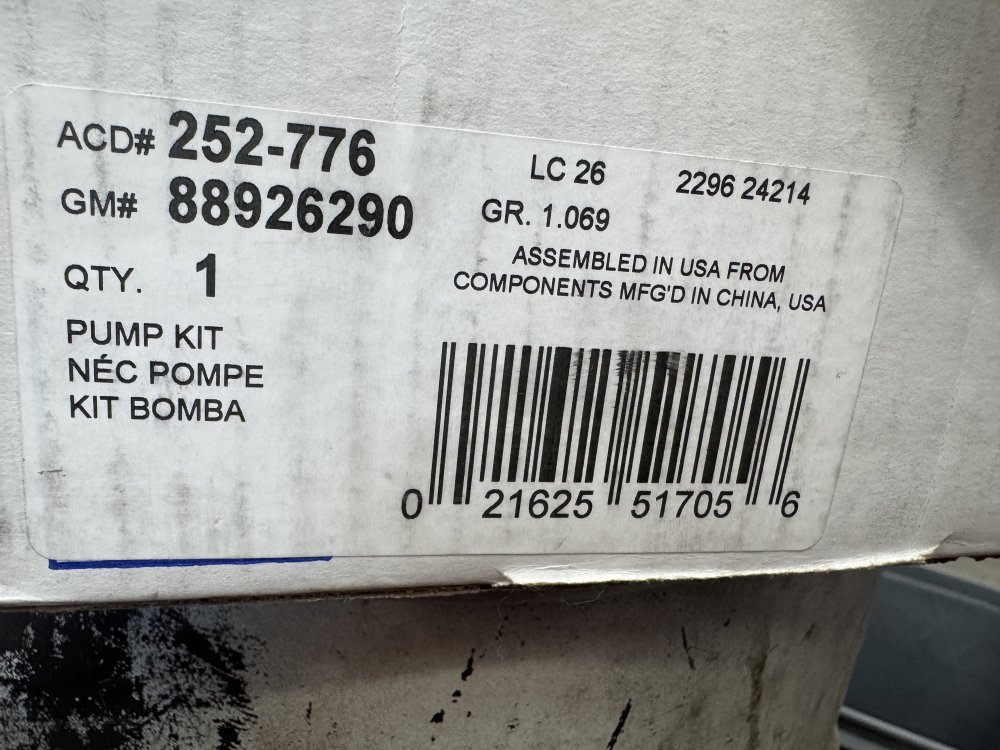 ACD# 252-776
GM# 88926290
QTY. 1
PUMP KIT
NÉC POMPE
KIT BOMBA
LC 26 2296 24214
GR. 1.069
ASSEMBLED IN USA FROM
COMPONENTS MFG'D IN CHINA, USA
0 21625 51705 6